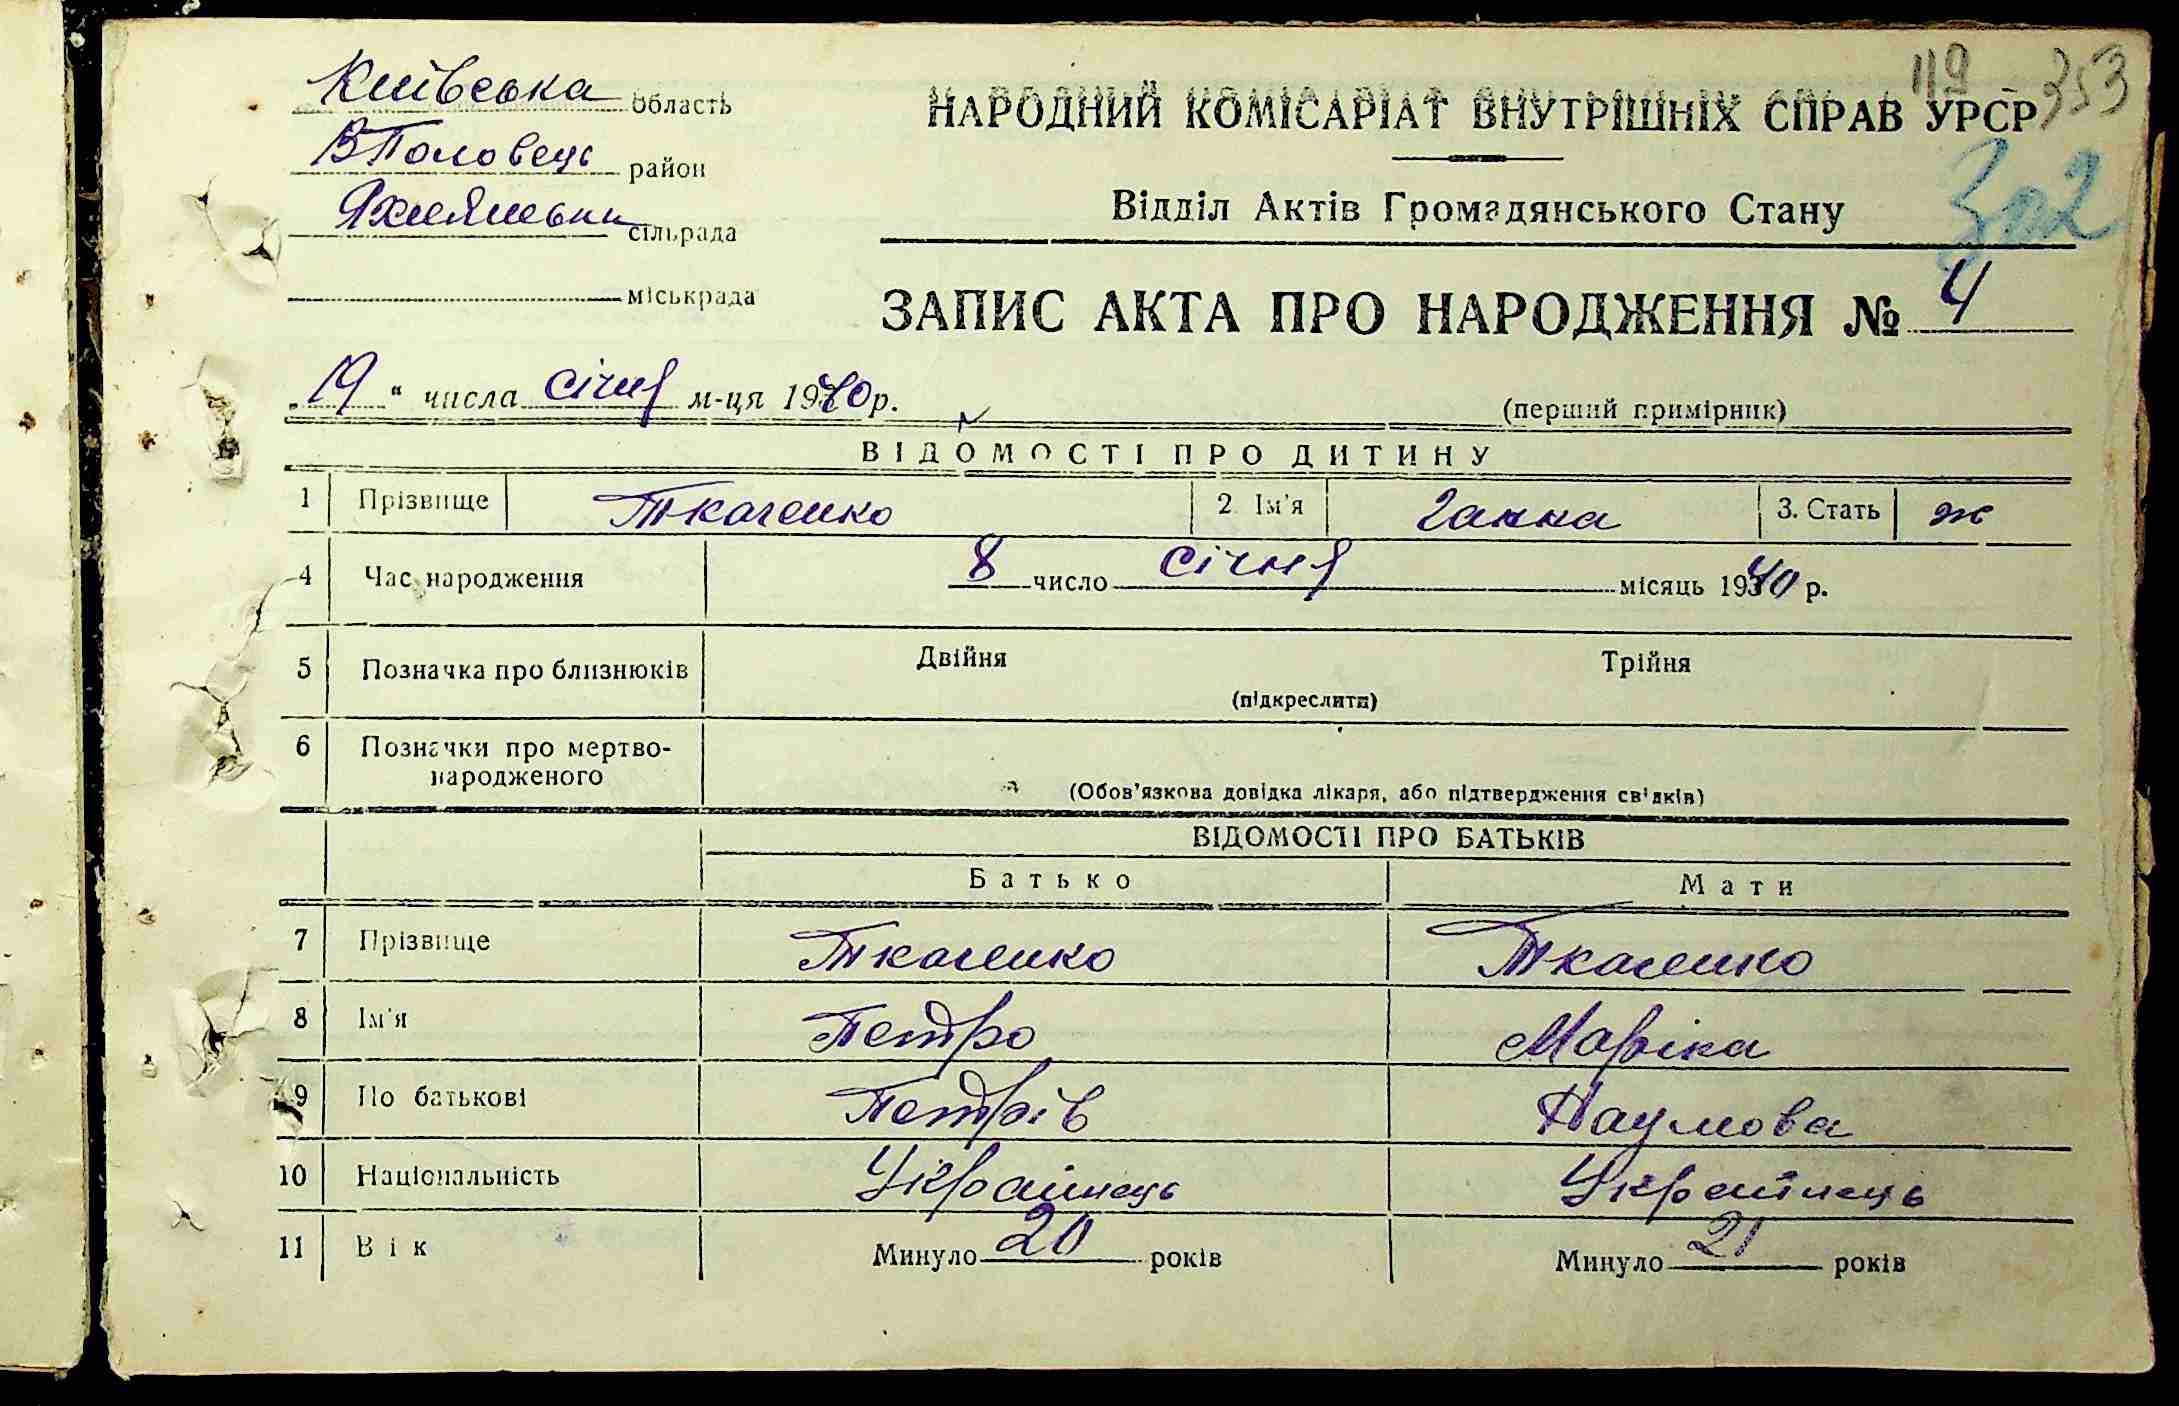 Київська область
ВПоловець район
Яхнянська сільрада
міськрада
119 353
НАРОДНИЙ КОМІСАРІАТ ВНУТРІШНІХ СПРАВ УРСР
Відділ Актів Громадянського Стану
ЗАПИС АКТА ПРО НАРОДЖЕННЯ № 4
„19“ числа січня м-ця 1940 р.
(перший примірник)
ВІДОМОСТІ ПРО ДИТИНУ
1 Прізвище Ткаченко 2 Ім'я Ганна 3. Стать ж
4 Час народження 8 число січня місяць 1940 р.
5 Позначка про близнюків Двійня Трійня
(підкреслити)
6 Позначки про мертво-
народженого
(Обов'язкова довідка лікаря, або підтвердження свідків)
ВІДОМОСТІ ПРО БАТЬКІВ
Батько Мати
7 Прізвище Ткаченко Ткаченко
8 Ім'я Петро Маріка
9 По батькові Петрів Наумова
10 Національність Українець Українець
11 Вік Минуло 20 років Минуло 21 років